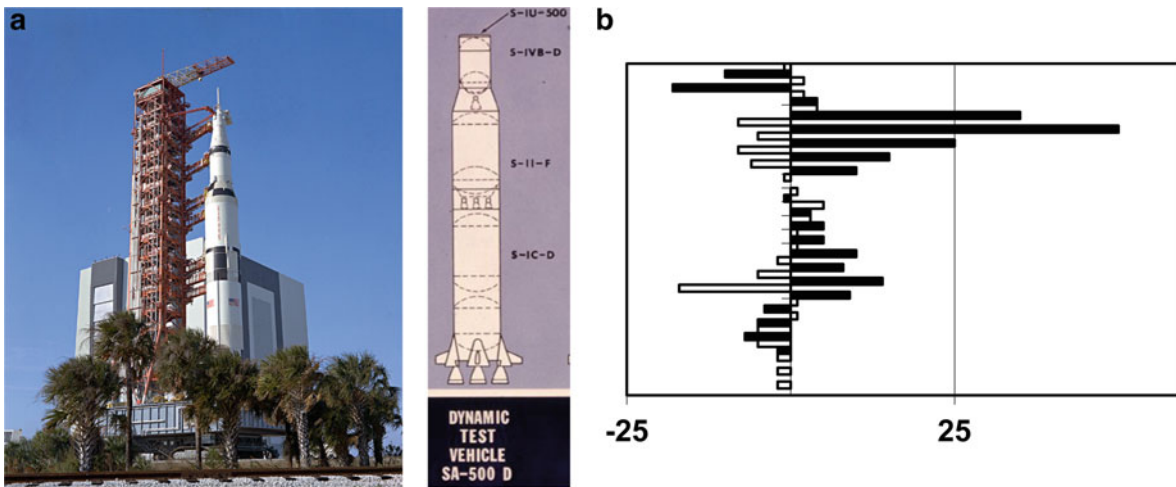 a
S-IU-500
S-IVB-D
S-II-F
S-IC-D
DYNAMIC
TEST
VEHICLE
SA-500 D
b
-25
25